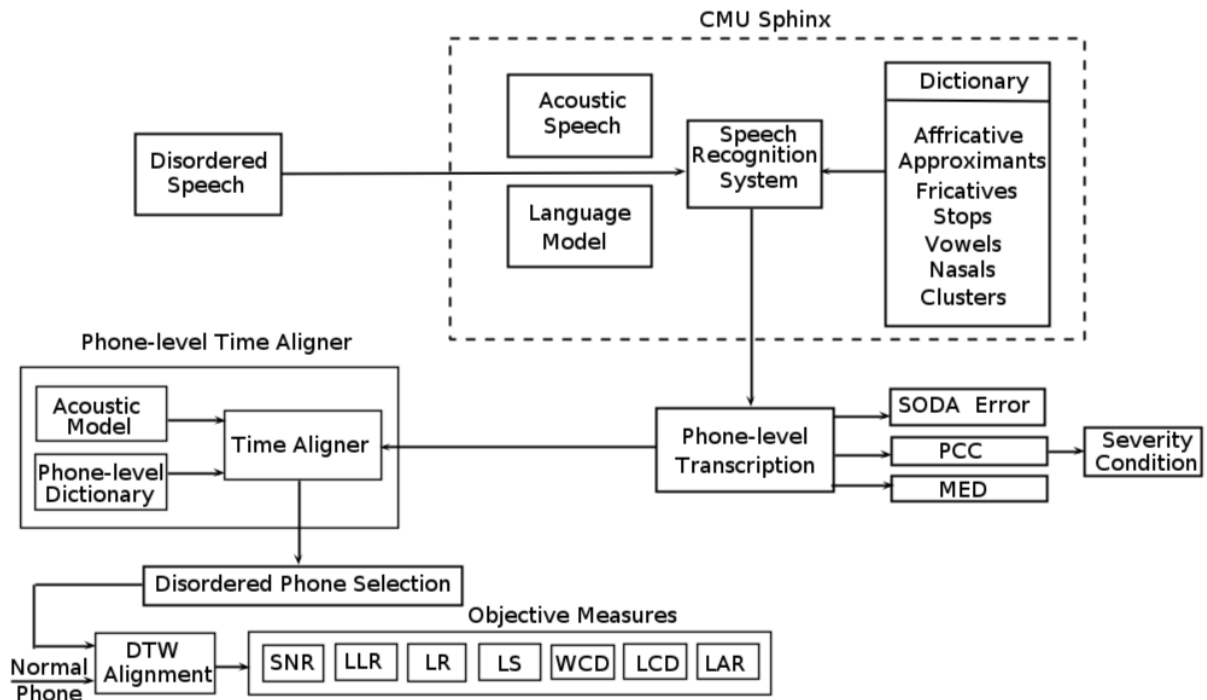 CMU Sphinx
Disordered
Speech
Acoustic
Speech
Language
Model
Speech
Recognition
System
Dictionary
Affricative
Approximants
Fricatives
Stops
Vowels
Nasals
Clusters
Phone-level Time Aligner
Acoustic
Model
Phone-level
Dictionary
Time Aligner
Phone-level
Transcription
SODA Error
PCC
MED
Severity
Condition
Disordered Phone Selection
Normal
Phone
DTW
Alignment
Objective Measures
SNR LLR LR LS WCD LCD LAR